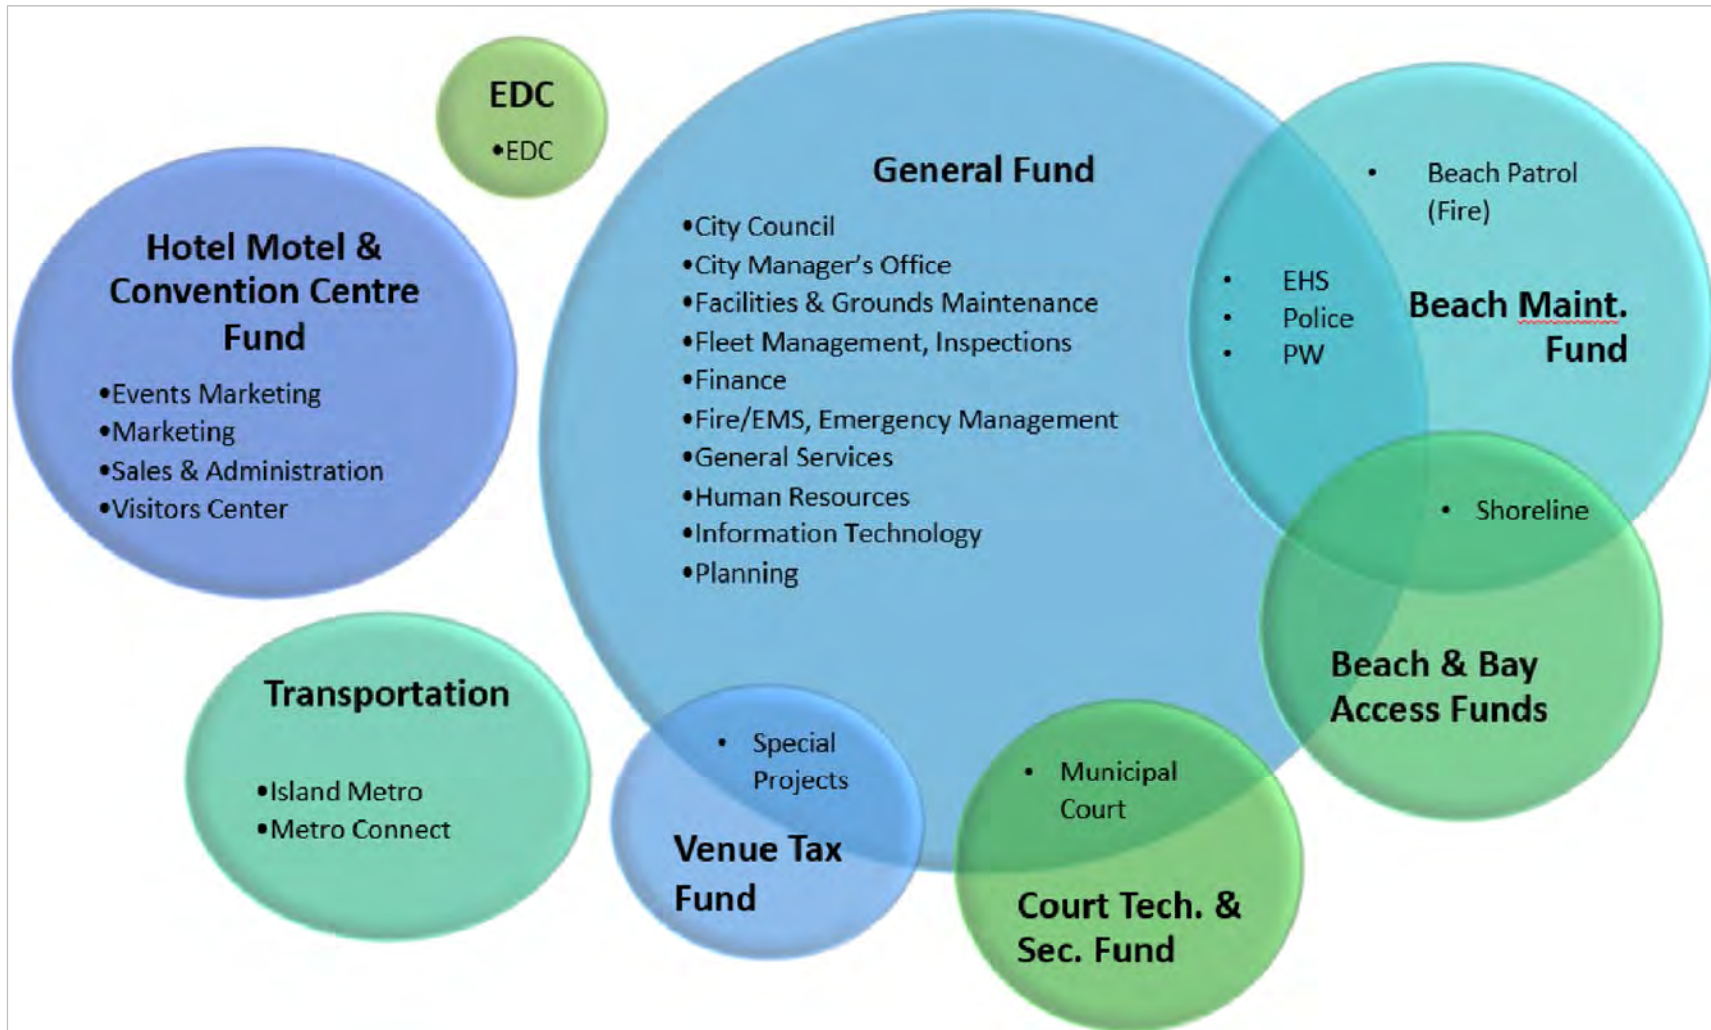 EDC
•EDC
Hotel Motel &
Convention Centre
Fund
•Events Marketing
•Marketing
•Sales & Administration
•Visitors Center
Transportation
•Island Metro
•Metro Connect
General Fund
•City Council
•City Manager's Office
•Facilities & Grounds Maintenance
•Fleet Management, Inspections
•Finance
•Fire/EMS, Emergency Management
•General Services
•Human Resources
•Information Technology
•Planning
• EHS
• Police
• PW
• Beach Patrol
(Fire)
Beach Maint.
Fund
• Shoreline
Beach & Bay
Access Funds
• Special
Projects
Venue Tax
Fund
• Municipal
Court
Court Tech. &
Sec. Fund